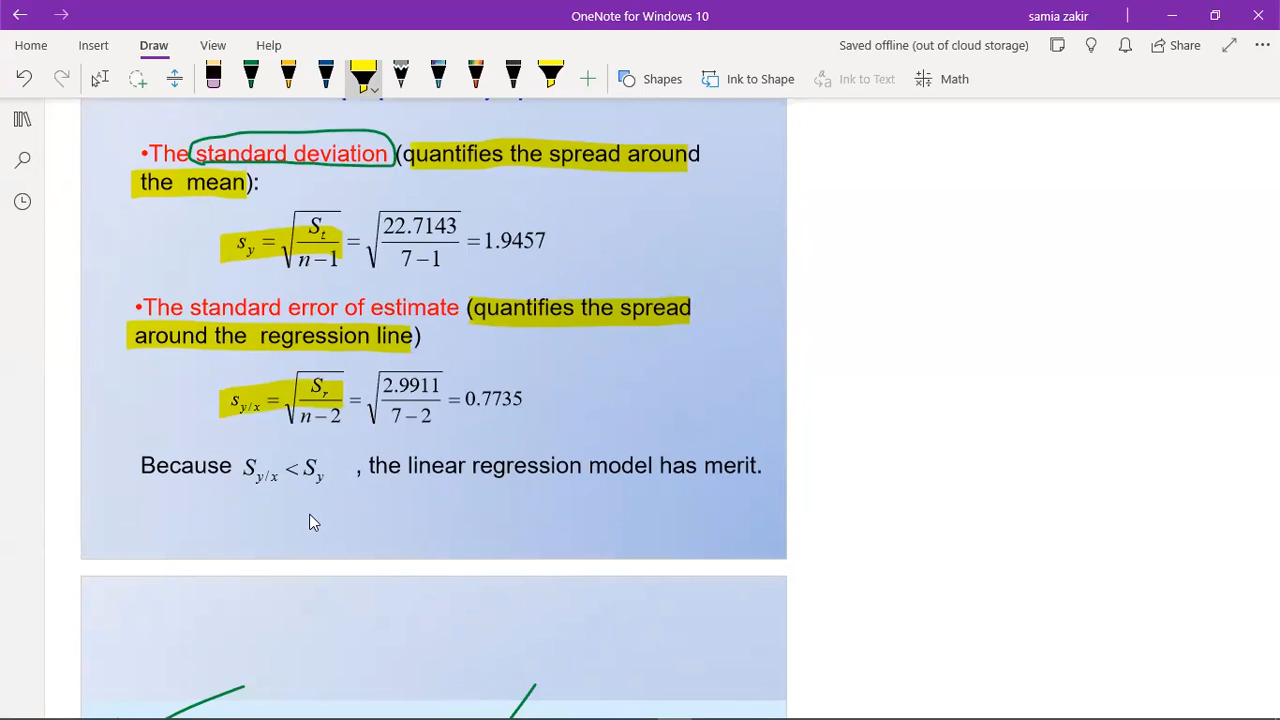 OneNote for Windows 10
samia zakir
Home Insert Draw View Help
Saved offline (out of cloud storage)
Share
Shapes
Ink to Shape
Ink to Text
Math
•The standard deviation (quantifies the spread around
the mean):
s_y = √(S_t / (n−1)) = √(22.7143 / (7−1)) = 1.9457
•The standard error of estimate (quantifies the spread
around the regression line)
s_y/x = √(S_r / (n−2)) = √(2.9911 / (7−2)) = 0.7735
Because S_y/x < S_y , the linear regression model has merit.